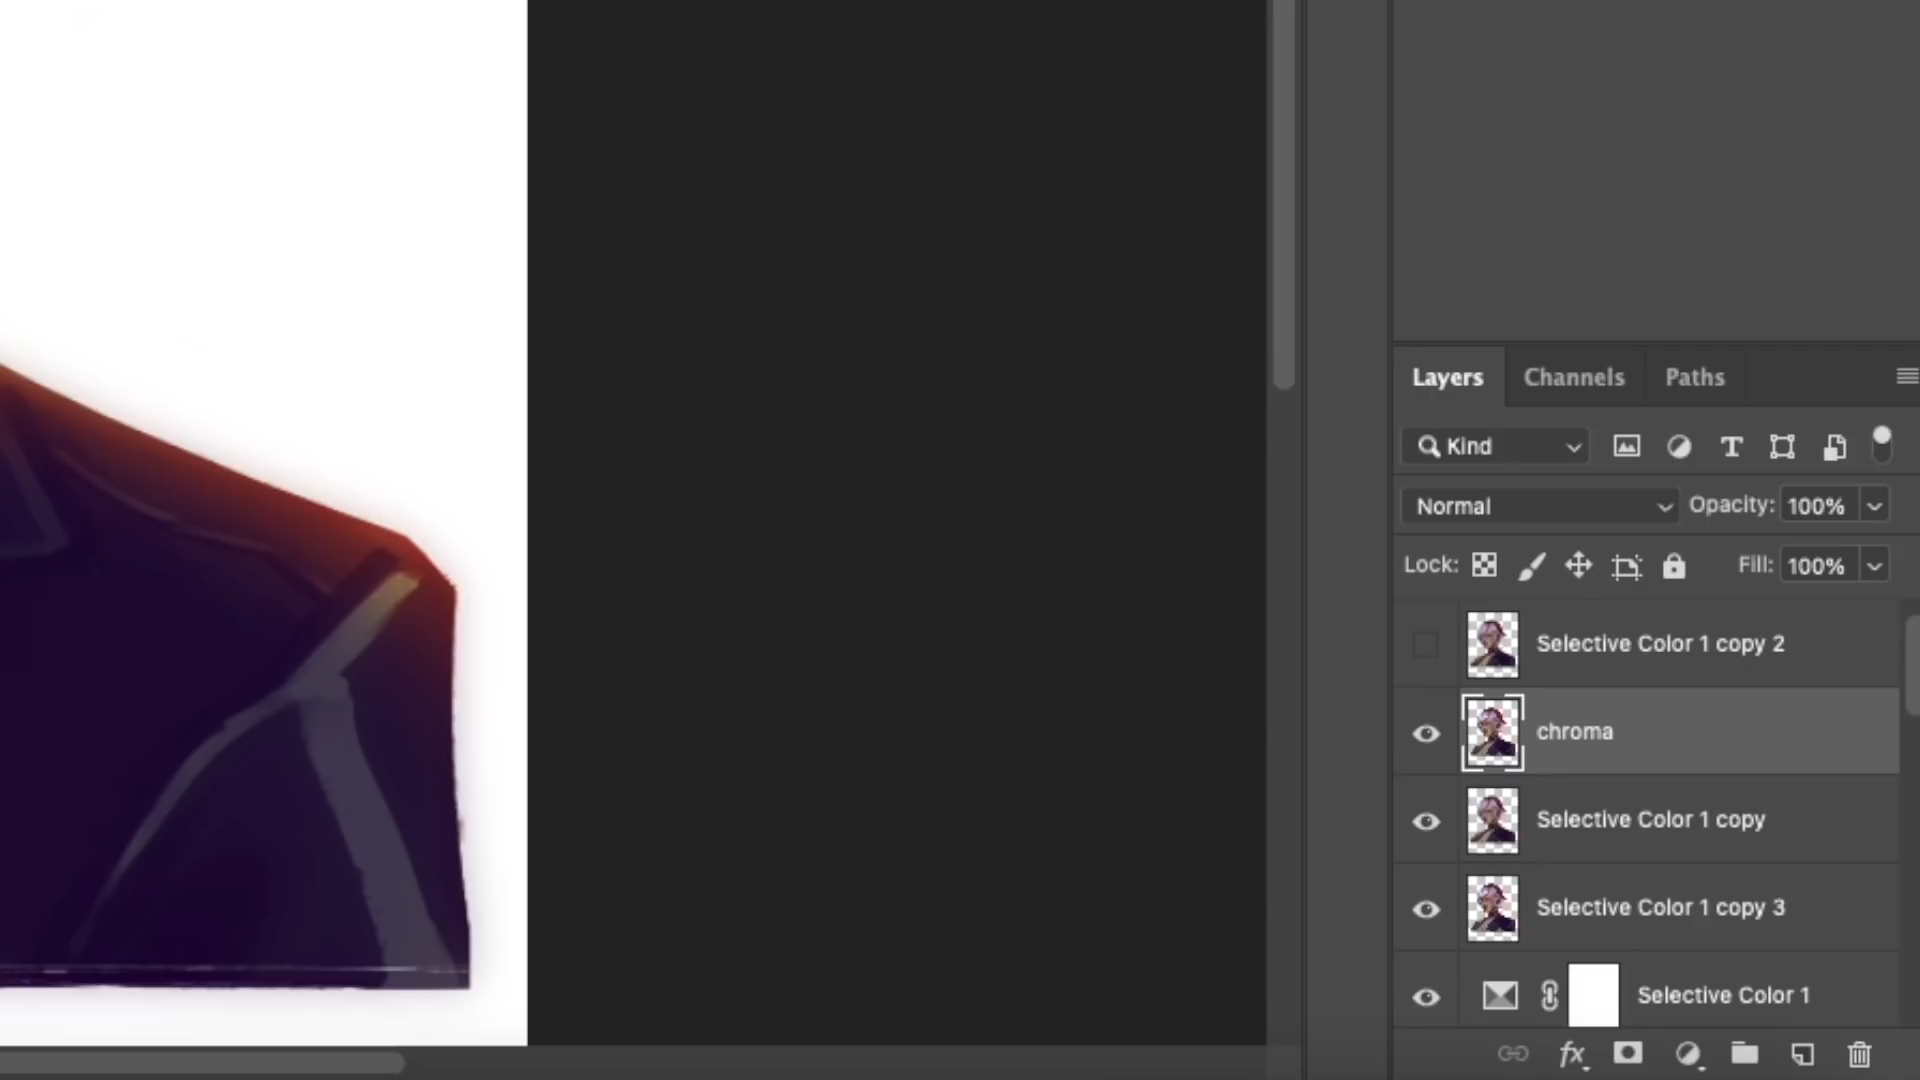 Layers Channels Paths
Kind
Normal Opacity: 100%
Lock: Fill: 100%
Selective Color 1 copy 2
chroma
Selective Color 1 copy
Selective Color 1 copy 3
Selective Color 1
fx